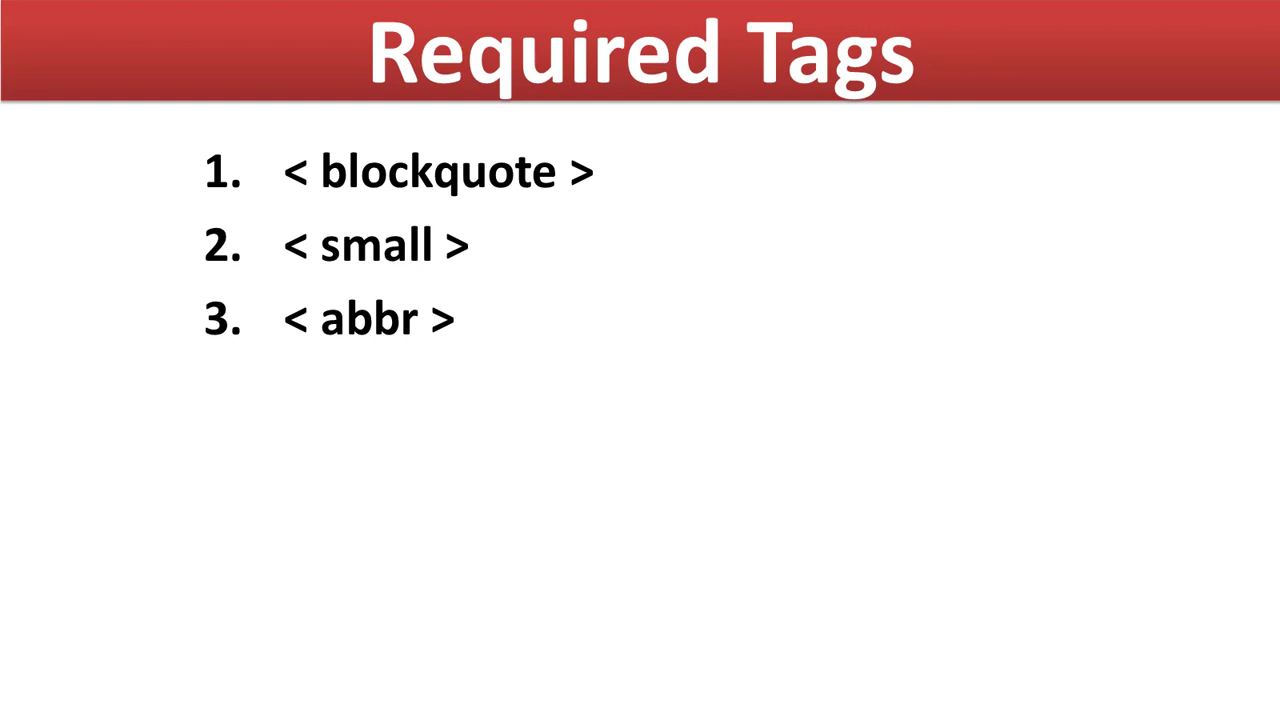 Required Tags
1. < blockquote >
2. < small >
3. < abbr >